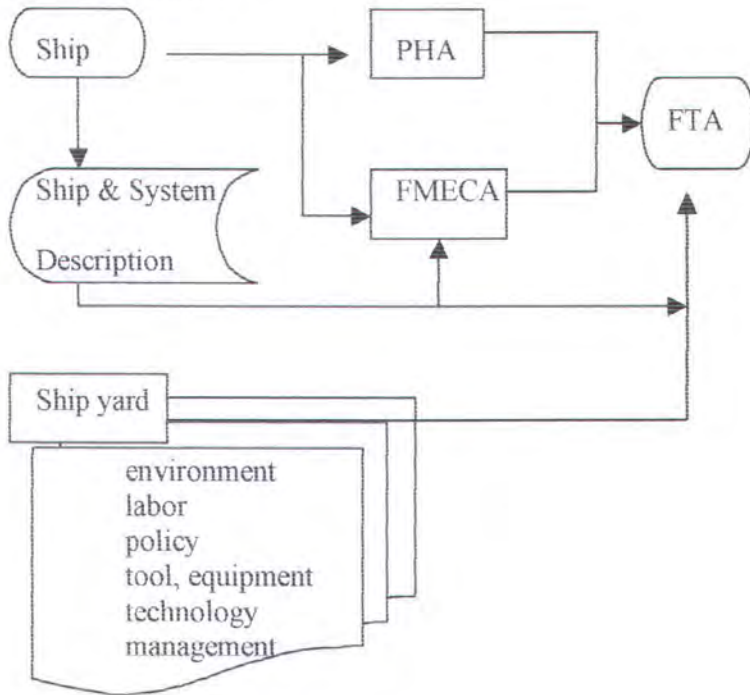 Ship
PHA
FTA
Ship & System
Description
FMECA
Ship yard
environment
labor
policy
tool, equipment
technology
management